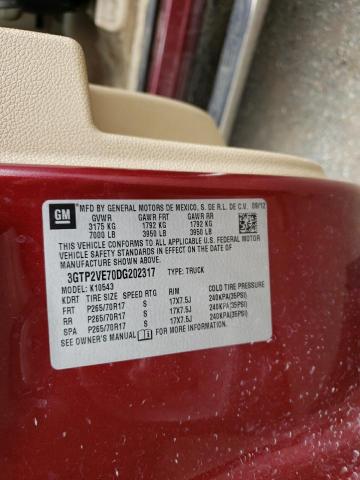 GM
MFD BY GENERAL MOTORS DE MEXICO, S. DE R.L. DE C.V. 09/12
GVWR GAWR FRT GAWR RR
3175 KG 1792 KG 1792 KG
7000 LB 3950 LB 3950 LB
THIS VEHICLE CONFORMS TO ALL APPLICABLE U.S. FEDERAL MOTOR
VEHICLE SAFETY STANDARDS IN EFFECT ON THE DATE OF
MANUFACTURE SHOWN ABOVE.
3GTP2VE70DG202317 TYPE: TRUCK
MODEL: K10543
KDRT TIRE SIZE SPEED RTG RIM COLD TIRE PRESSURE
FRT P265/70R17 S 17X7.5J 240KPA(35PSI)
RR P265/70R17 S 17X7.5J 240KPA(35PSI)
SPA P265/70R17 S 17X7.5J 240KPA(35PSI)
SEE OWNER'S MANUAL FOR MORE INFORMATION.